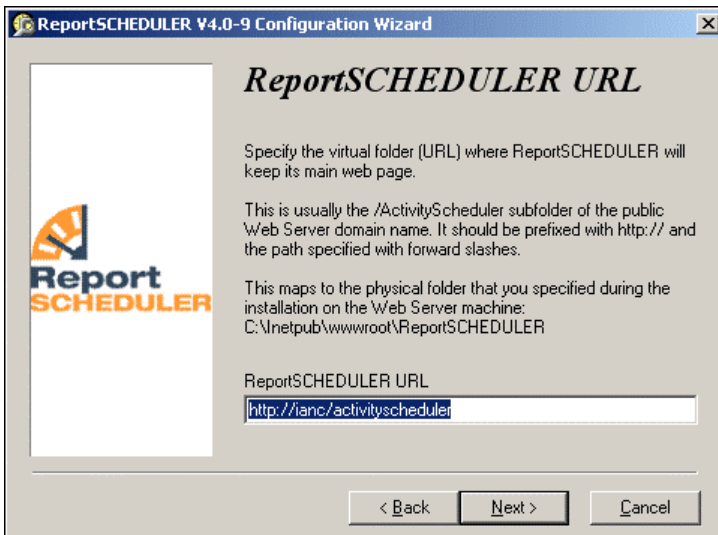 ReportSCHEDULER V4.0-9 Configuration Wizard
ReportSCHEDULER URL
Specify the virtual folder (URL) where ReportSCHEDULER will
keep its main web page.
This is usually the /ActivityScheduler subfolder of the public
Web Server domain name. It should be prefixed with http:// and
the path specified with forward slashes.
This maps to the physical folder that you specified during the
installation on the Web Server machine:
C:\Inetpub\wwwroot\ReportSCHEDULER
Report
SCHEDULER
ReportSCHEDULER URL
http://ianc/activityscheduler
< Back
Next >
Cancel